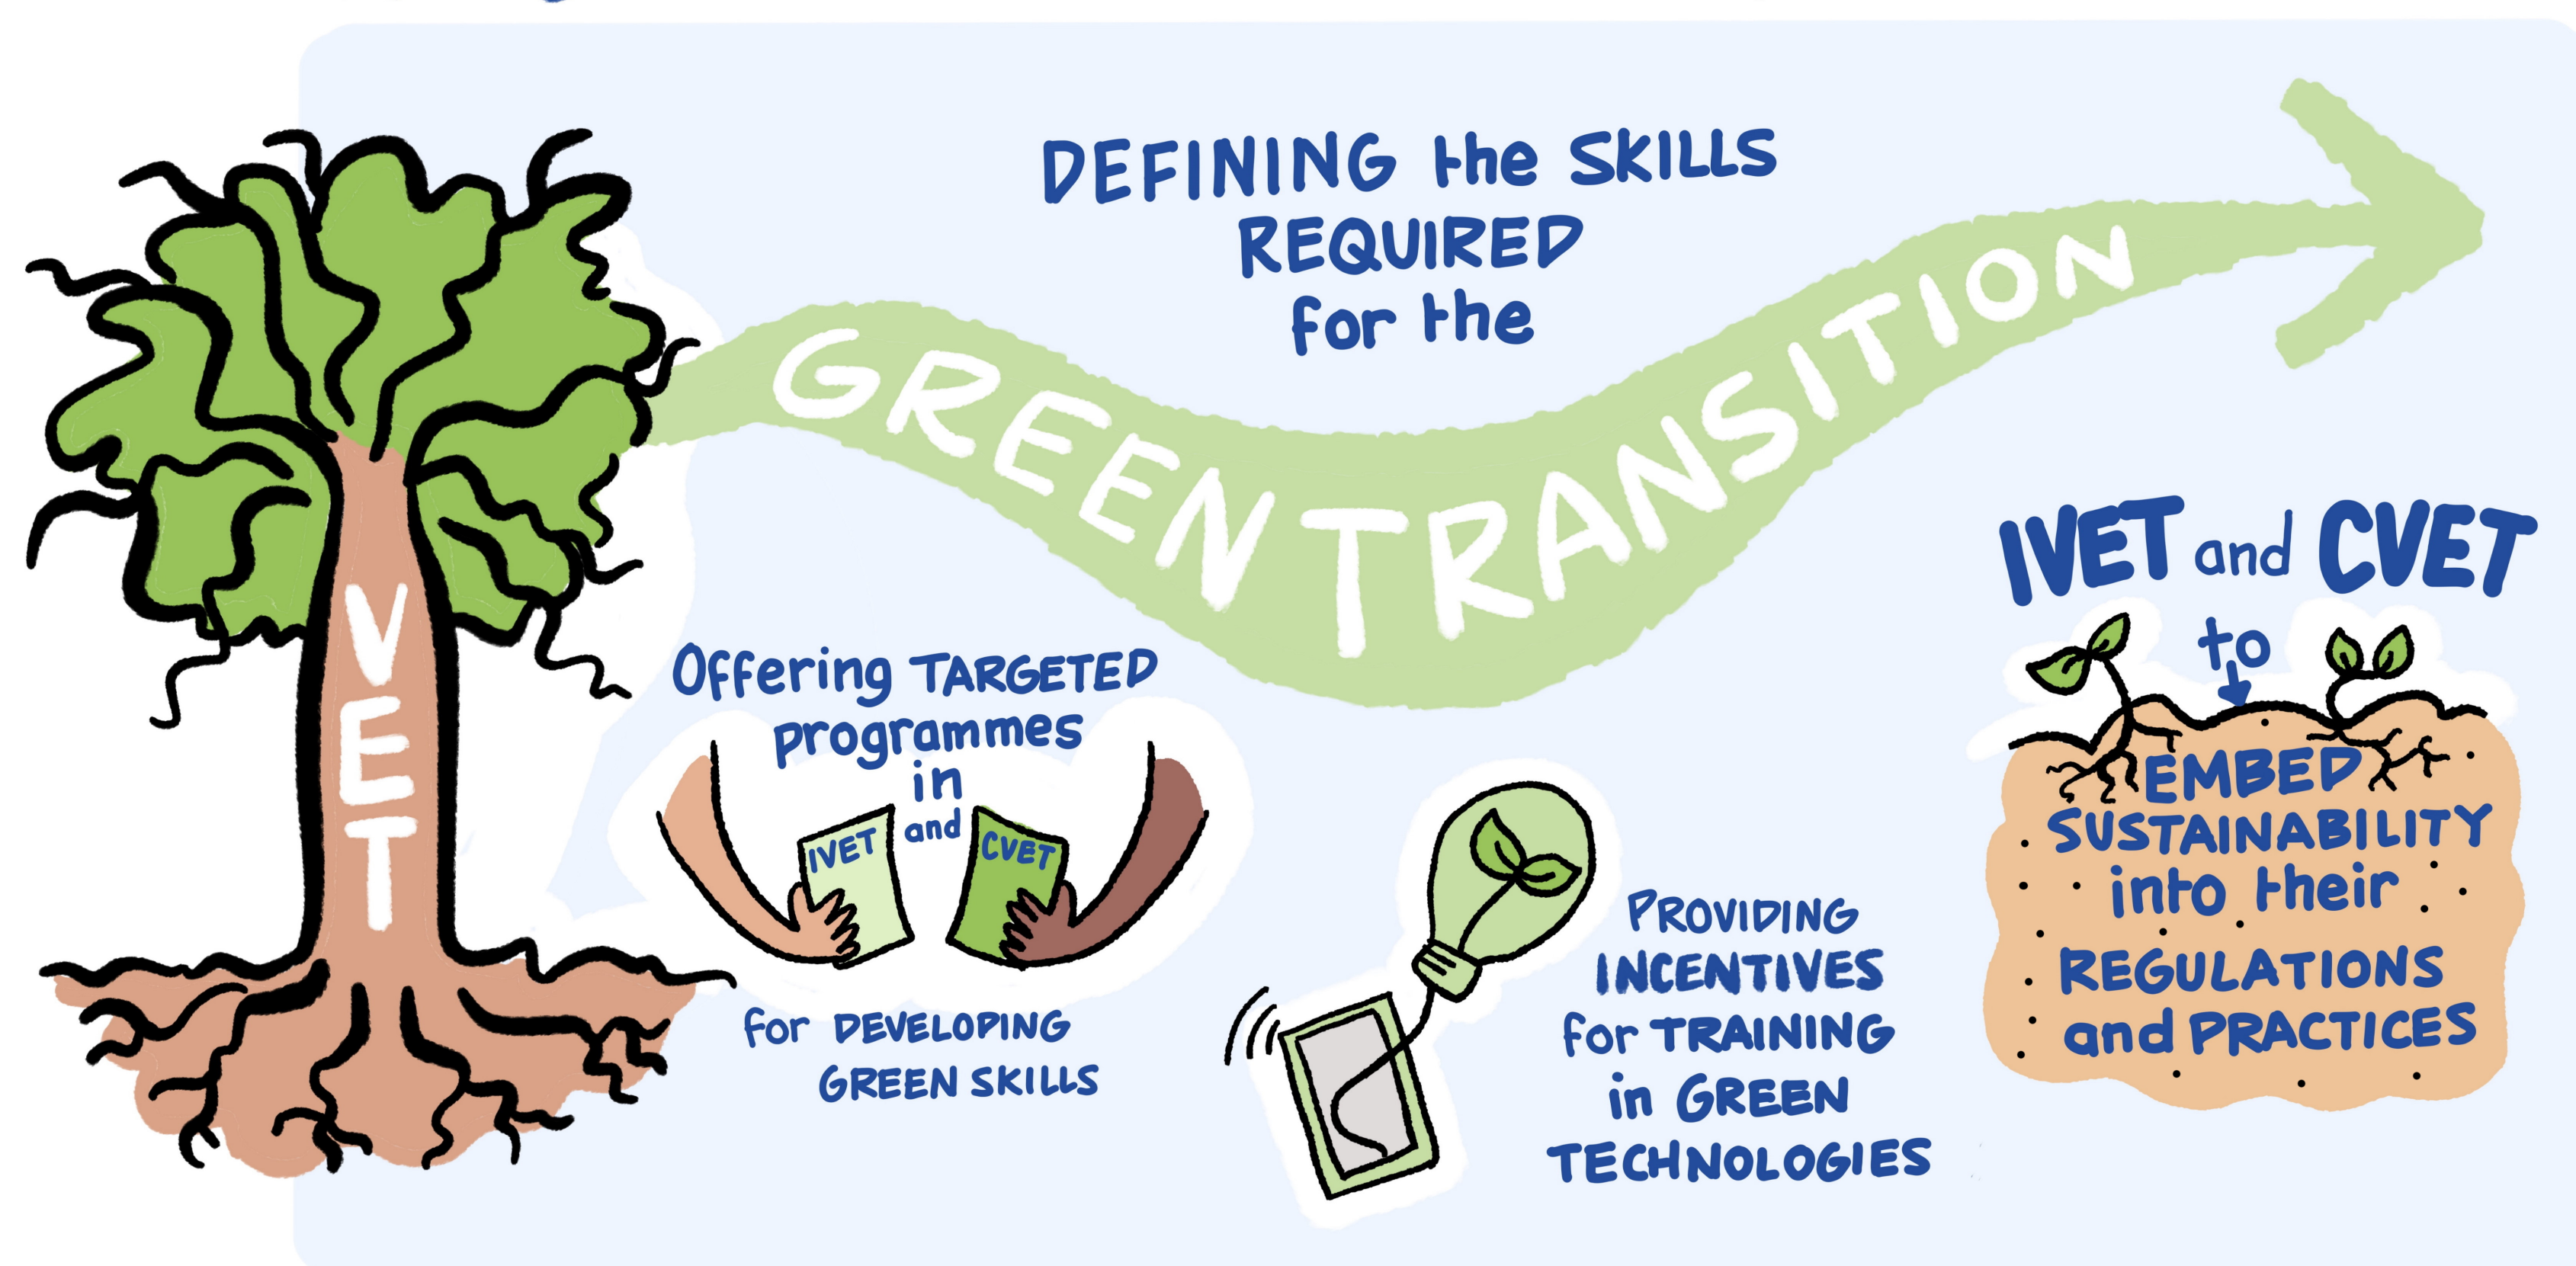 VET
DEFINING the SKILLS
REQUIRED
for the
GREEN TRANSITION
Offering TARGETED
programmes
in
IVET and CVET
for DEVELOPING
GREEN SKILLS
PROVIDING
INCENTIVES
for TRAINING
in GREEN
TECHNOLOGIES
IVET and CVET
to
EMBED
SUSTAINABILITY
into their
REGULATIONS
and PRACTICES